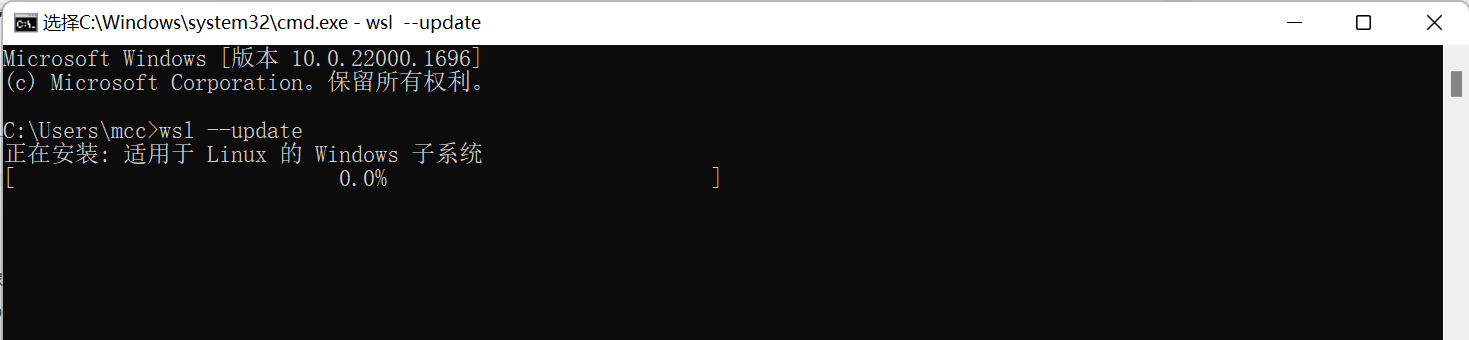 选择C:\Windows\system32\cmd.exe - wsl  --update
Microsoft Windows [版本 10.0.22000.1696]
(c) Microsoft Corporation。保留所有权利。
C:\Users\mcc>wsl --update
正在安装: 适用于 Linux 的 Windows 子系统
[                           0.0%                           ]